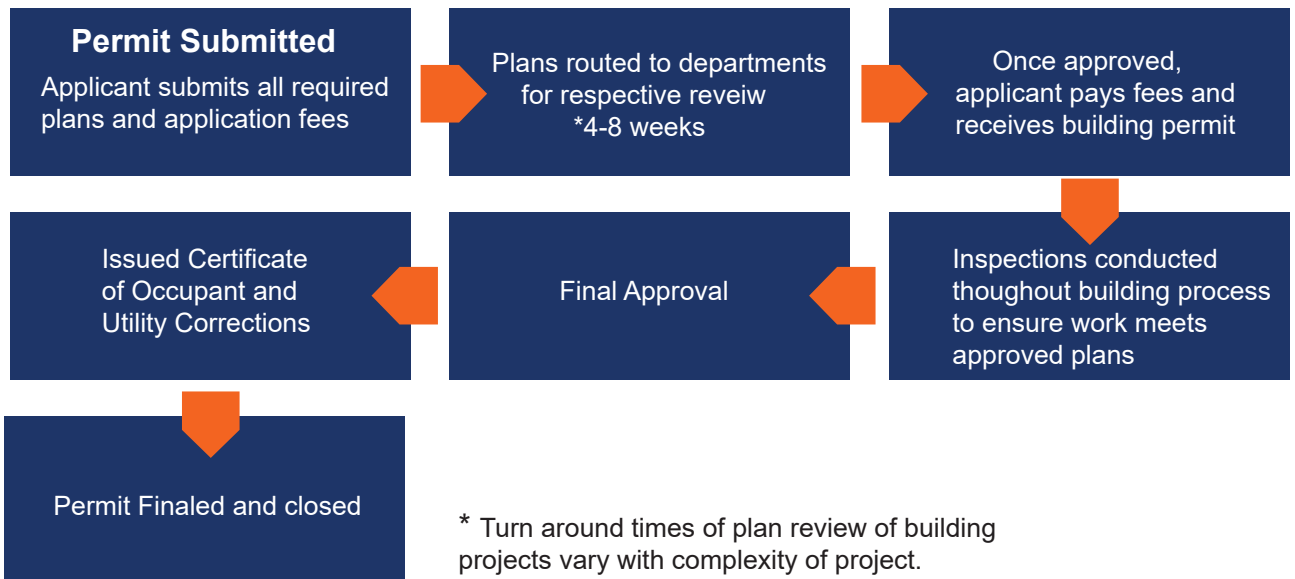 Permit Submitted
Applicant submits all required
plans and application fees
Plans routed to departments
for respective reveiw
*4-8 weeks
Once approved,
applicant pays fees and
receives building permit
Inspections conducted
thoughout building process
to ensure work meets
approved plans
Final Approval
Issued Certificate
of Occupant and
Utility Corrections
Permit Finaled and closed
* Turn around times of plan review of building
projects vary with complexity of project.